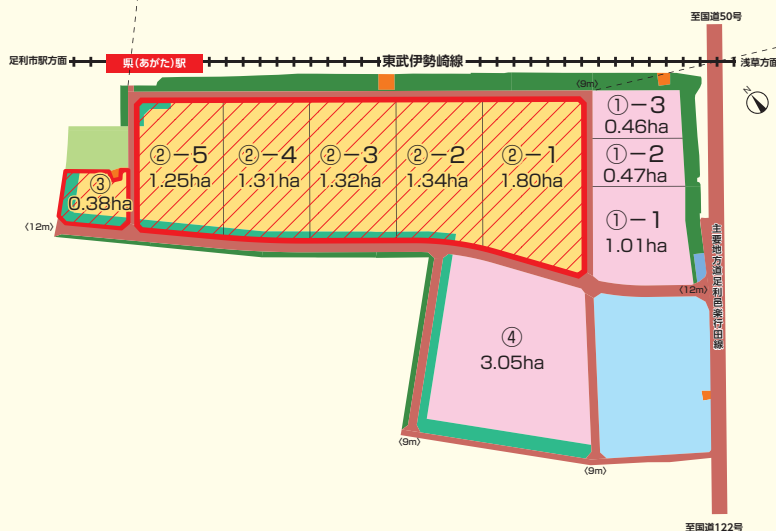 至国道50号
足利市駅方面
県(あがた)駅
東武伊勢崎線
浅草方面
〈9m〉
N
①-3
0.46ha
②-5
1.25ha
②-4
1.31ha
②-3
1.32ha
②-2
1.34ha
②-1
1.80ha
①-2
0.47ha
③
0.38ha
①-1
1.01ha
〈12m〉
主要地方道足利邑楽行田線
〈12m〉
④
3.05ha
〈9m〉
〈9m〉
至国道122号